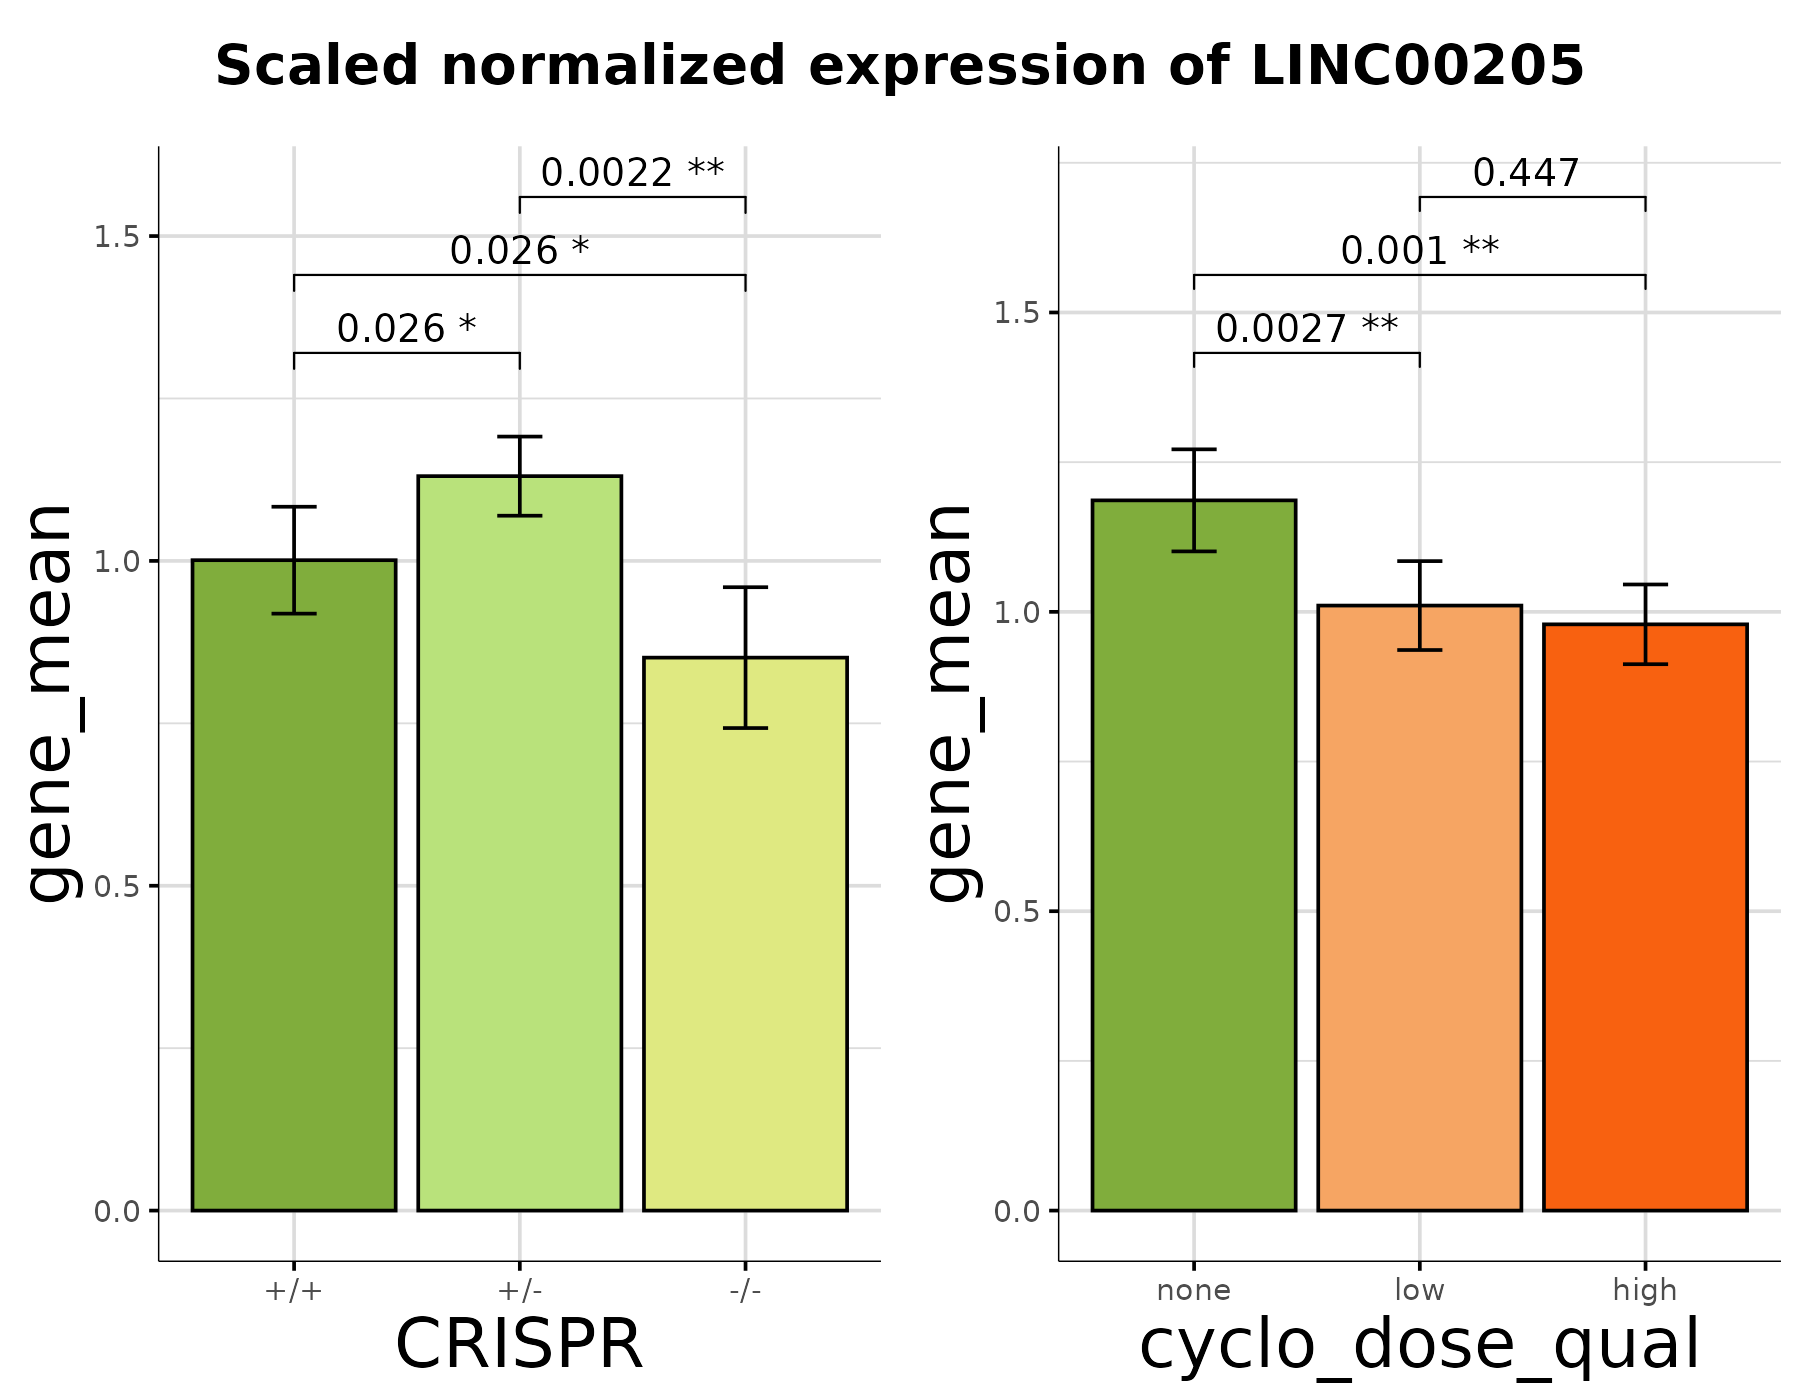 Scaled normalized expression of LINC00205
0.0022 **
0.026 *
0.026 *
1.5
1.0
0.5
0.0
gene_mean
+/+ +/- -/-
CRISPR
0.447
0.001 **
0.0027 **
1.5
1.0
0.5
0.0
gene_mean
none low high
cyclo_dose_qual